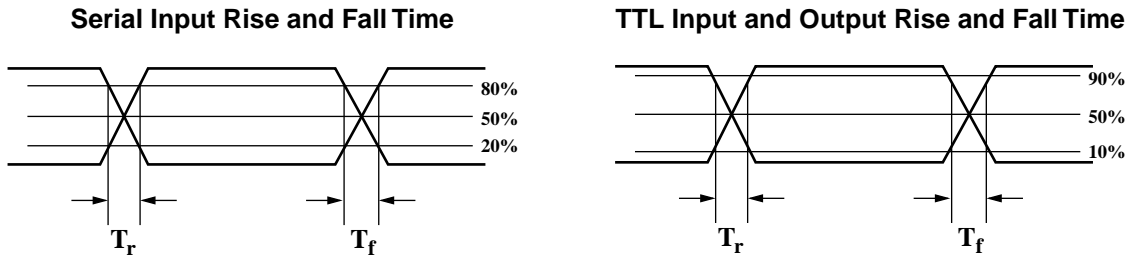 Serial Input Rise and Fall Time
80%
50%
20%
Tr
Tf
TTL Input and Output Rise and Fall Time
90%
50%
10%
Tr
Tf